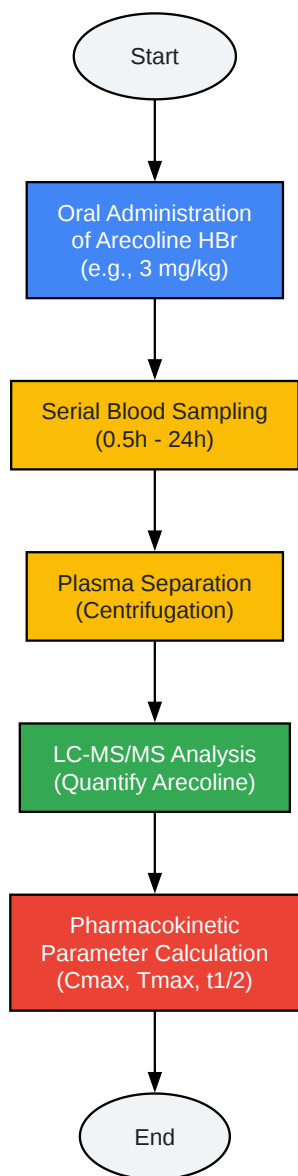 Start
Oral Administration
of Arecoline HBr
(e.g., 3 mg/kg)
Serial Blood Sampling
(0.5h - 24h)
Plasma Separation
(Centrifugation)
LC-MS/MS Analysis
(Quantify Arecoline)
Pharmacokinetic
Parameter Calculation
(Cmax, Tmax, t1/2)
End